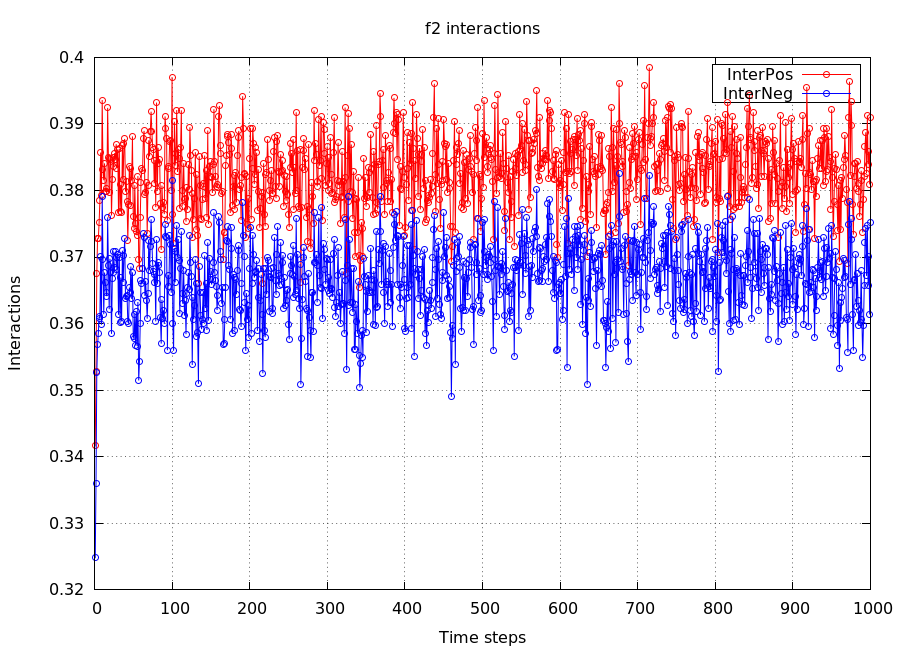 f2 interactions
InterPos
InterNeg
0.4
0.39
0.38
0.37
0.36
0.35
0.34
0.33
0.32
Interactions
0 100 200 300 400 500 600 700 800 900 1000
Time steps